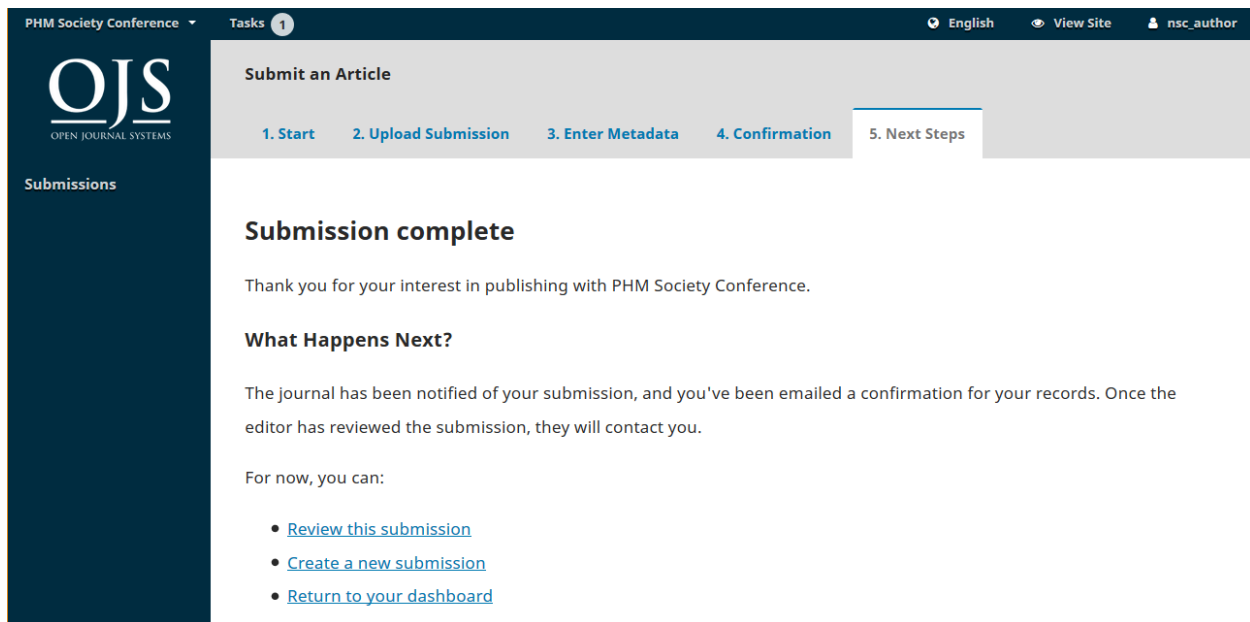 PHM Society Conference Tasks 1 English View Site nsc_author
OJS
OPEN JOURNAL SYSTEMS
Submissions
Submit an Article
1. Start 2. Upload Submission 3. Enter Metadata 4. Confirmation 5. Next Steps
Submission complete
Thank you for your interest in publishing with PHM Society Conference.
What Happens Next?
The journal has been notified of your submission, and you've been emailed a confirmation for your records. Once the
editor has reviewed the submission, they will contact you.
For now, you can:
• Review this submission
• Create a new submission
• Return to your dashboard